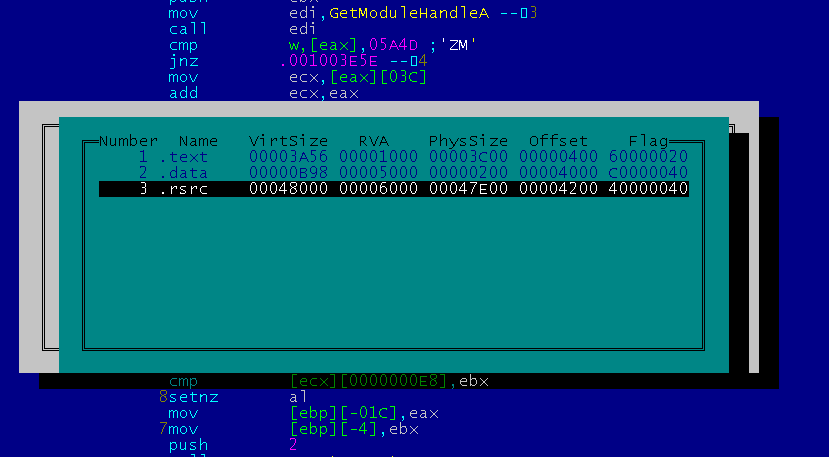 push ebx
mov edi,GetModuleHandleA --3
call edi
cmp w,[eax],05A4D ;'ZM'
jnz .001003E5E --4
mov ecx,[eax][03C]
add ecx,eax
Number Name VirtSize RVA PhysSize Offset Flag
1 .text 00003A56 00001000 00003C00 00000400 60000020
2 .data 00000B98 00005000 00000200 00004000 C0000040
3 .rsrc 00048000 00006000 00047E00 00004200 40000040
cmp [ecx][0000000E8],ebx
8setnz al
mov [ebp][-01C],eax
7mov [ebp][-4],ebx
push 2